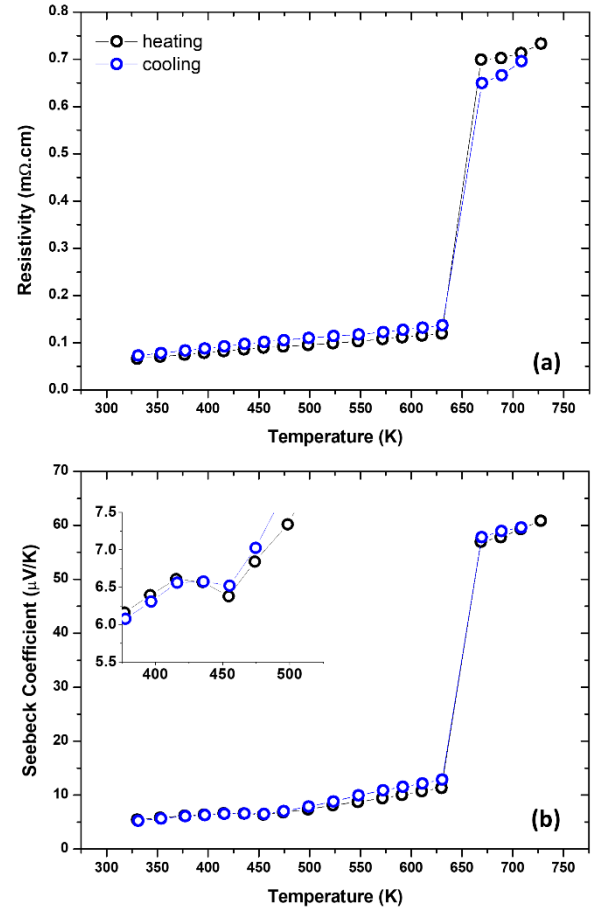 0.8
0.7
0.6
0.5
0.4
0.3
0.2
0.1
0.0
Resistivity (mΩ.cm)
heating
cooling
(a)
300 350 400 450 500 550 600 650 700 750
Temperature (K)
70
60
50
40
30
20
10
0
Seebeck Coefficient (μV/K)
7.5
7.0
6.5
6.0
5.5
400 450 500
(b)
300 350 400 450 500 550 600 650 700 750
Temperature (K)